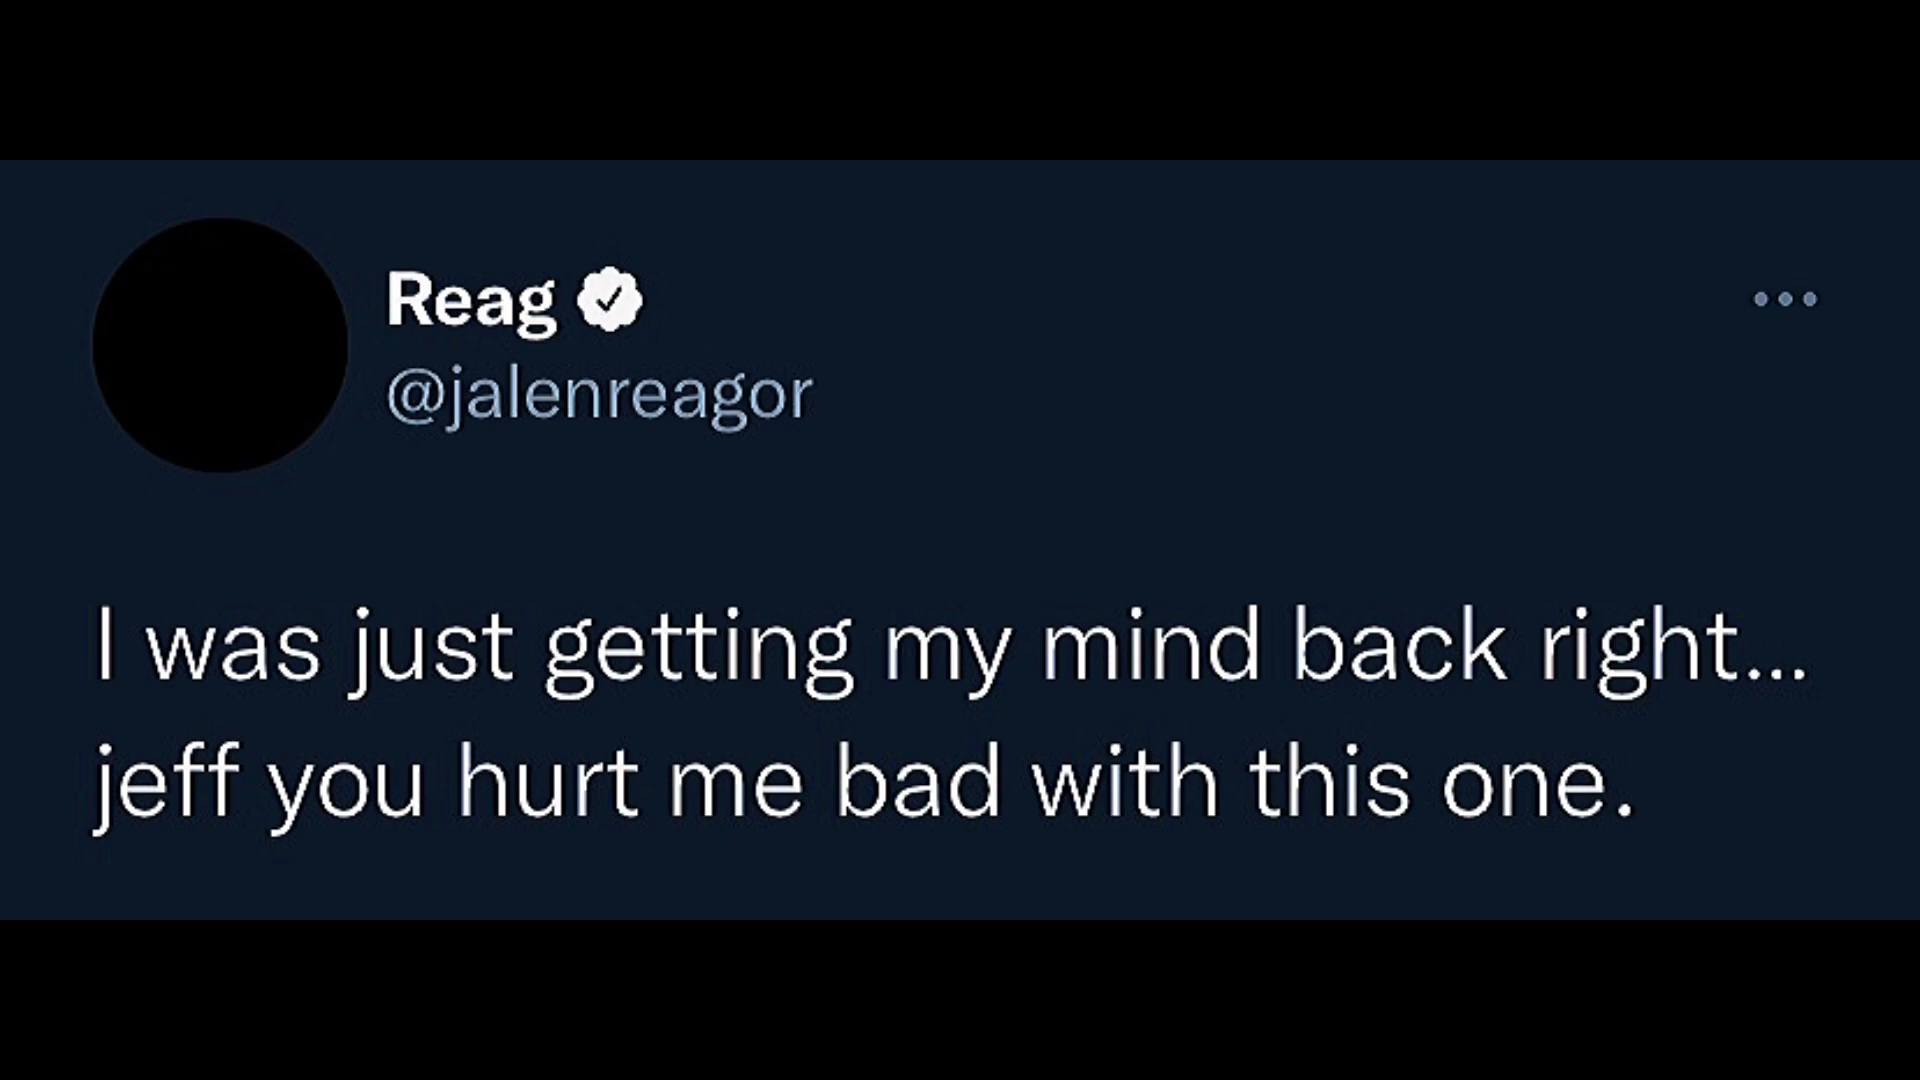 Reag
@jalenreagor
I was just getting my mind back right...
jeff you hurt me bad with this one.